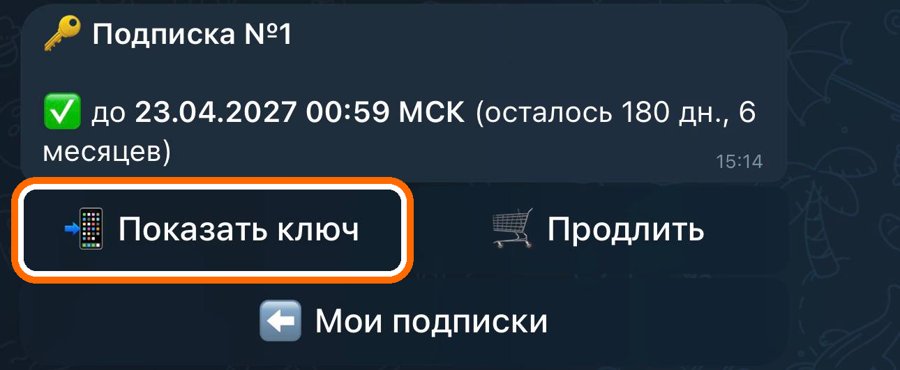 🔑 Подписка №1
✅ до 23.04.2027 00:59 МСК (осталось 180 дн., 6
месяцев)
15:14
📲 Показать ключ
🛒 Продлить
⬅️ Мои подписки